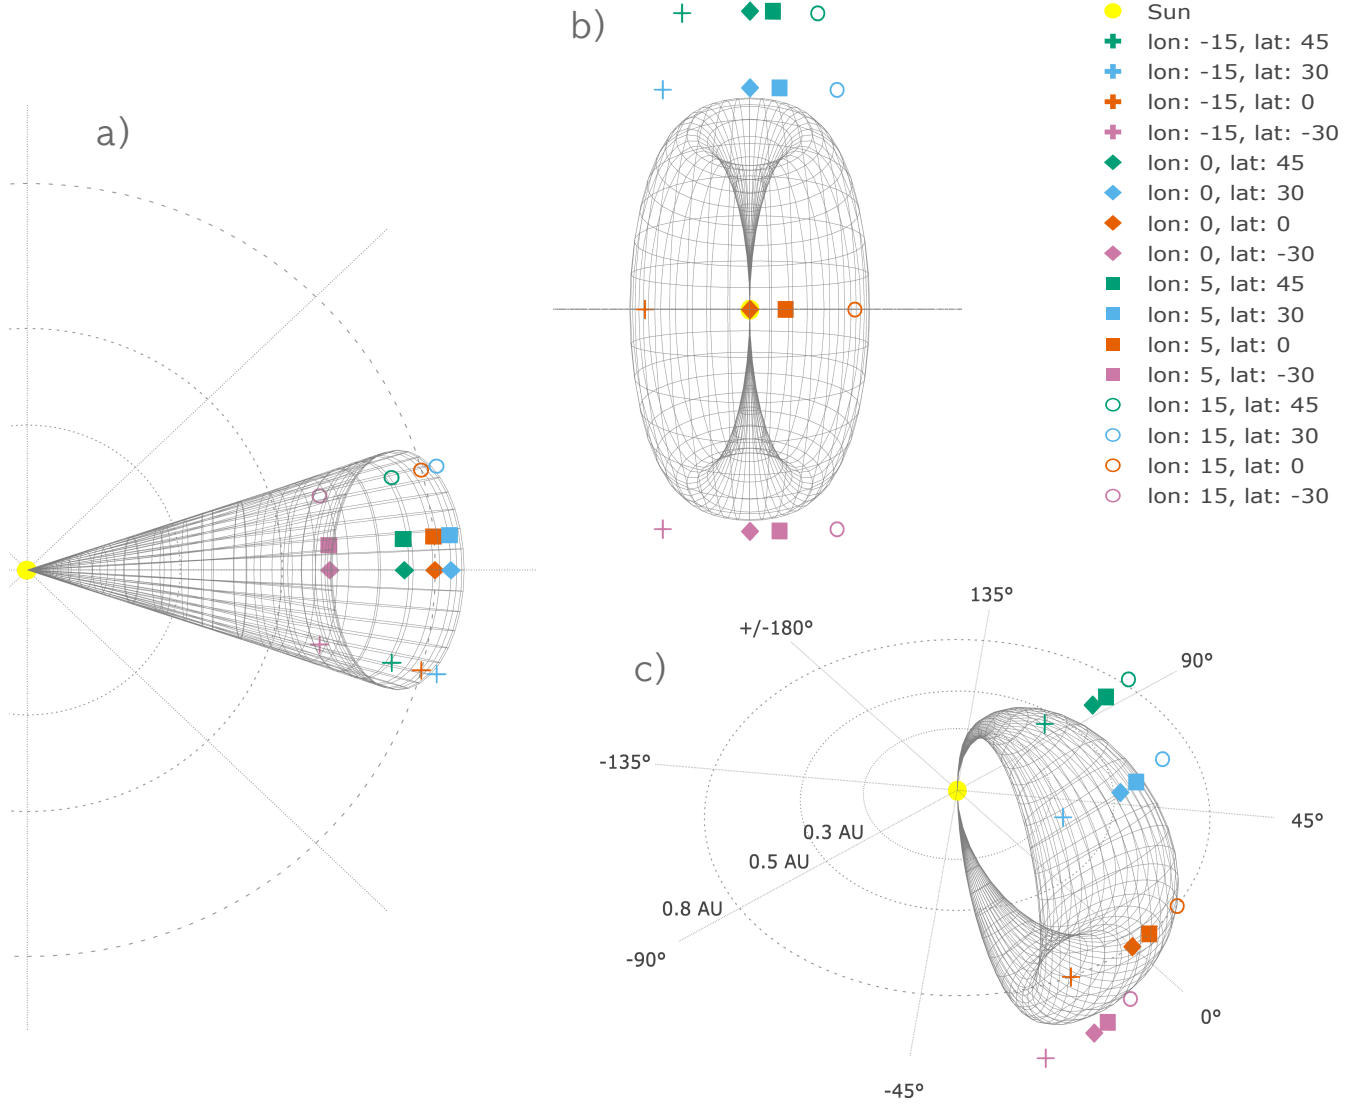 a)
b)
Sun
lon: -15, lat: 45
lon: -15, lat: 30
lon: -15, lat: 0
lon: -15, lat: -30
lon: 0, lat: 45
lon: 0, lat: 30
lon: 0, lat: 0
lon: 0, lat: -30
lon: 5, lat: 45
lon: 5, lat: 30
lon: 5, lat: 0
lon: 5, lat: -30
lon: 15, lat: 45
lon: 15, lat: 30
lon: 15, lat: 0
lon: 15, lat: -30
c)
135°
+/-180°
90°
-135°
45°
0.3 AU
0.5 AU
0.8 AU
-90°
0°
-45°